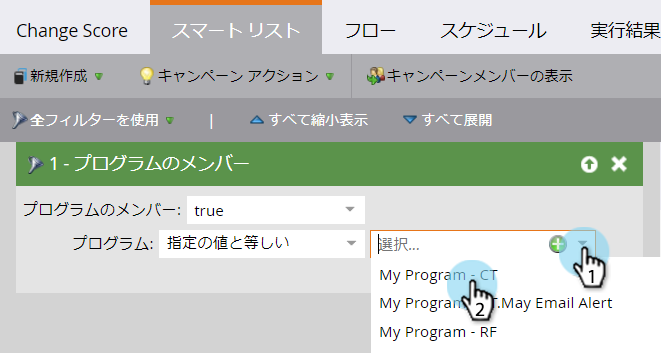 Change Score スマート リスト フロー スケジュール 実行結果
新規作成 キャンペーン アクション キャンペーンメンバーの表示
全フィルターを使用 | すべて縮小表示 すべて展開
1 - プログラムのメンバー
プログラムのメンバー: true
プログラム: 指定の値と等しい 選択...
1
My Program - CT
2
My Program T.May Email Alert
My Program - RF